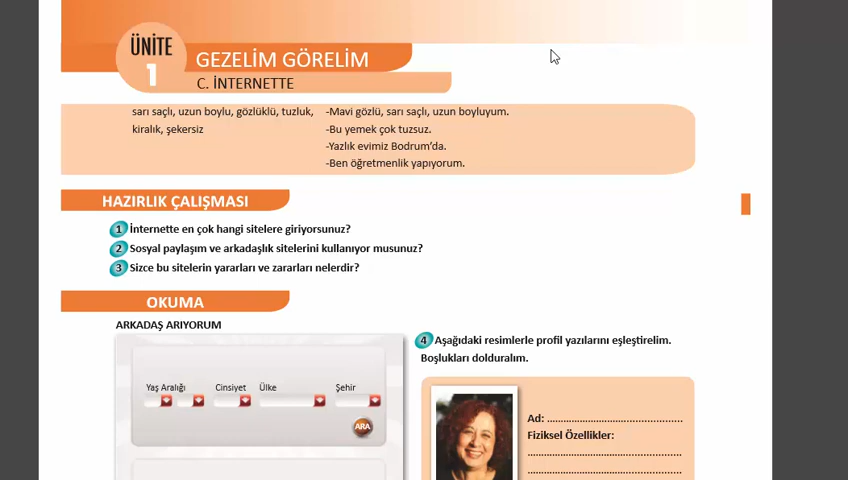 ÜNİTE
1
GEZELİM GÖRELİM
C. İNTERNETTE
sarı saçlı, uzun boylu, gözlüklü, tuzluk,
kiralık, şekersiz
-Mavi gözlü, sarı saçlı, uzun boyluyum.
-Bu yemek çok tuzsuz.
-Yazlık evimiz Bodrum’da.
-Ben öğretmenlik yapıyorum.
HAZIRLIK ÇALIŞMASI
1 İnternette en çok hangi sitelere giriyorsunuz?
2 Sosyal paylaşım ve arkadaşlık sitelerini kullanıyor musunuz?
3 Sizce bu sitelerin yararları ve zararları nelerdir?
OKUMA
ARKADAŞ ARIYORUM
Yaş Aralığı Cinsiyet Ülke Şehir
ARA
4 Aşağıdaki resimlerle profil yazılarını eşleştirelim.
Boşlukları dolduralım.
Ad: ................................................
Fiziksel Özellikler:
.......................................................
.......................................................